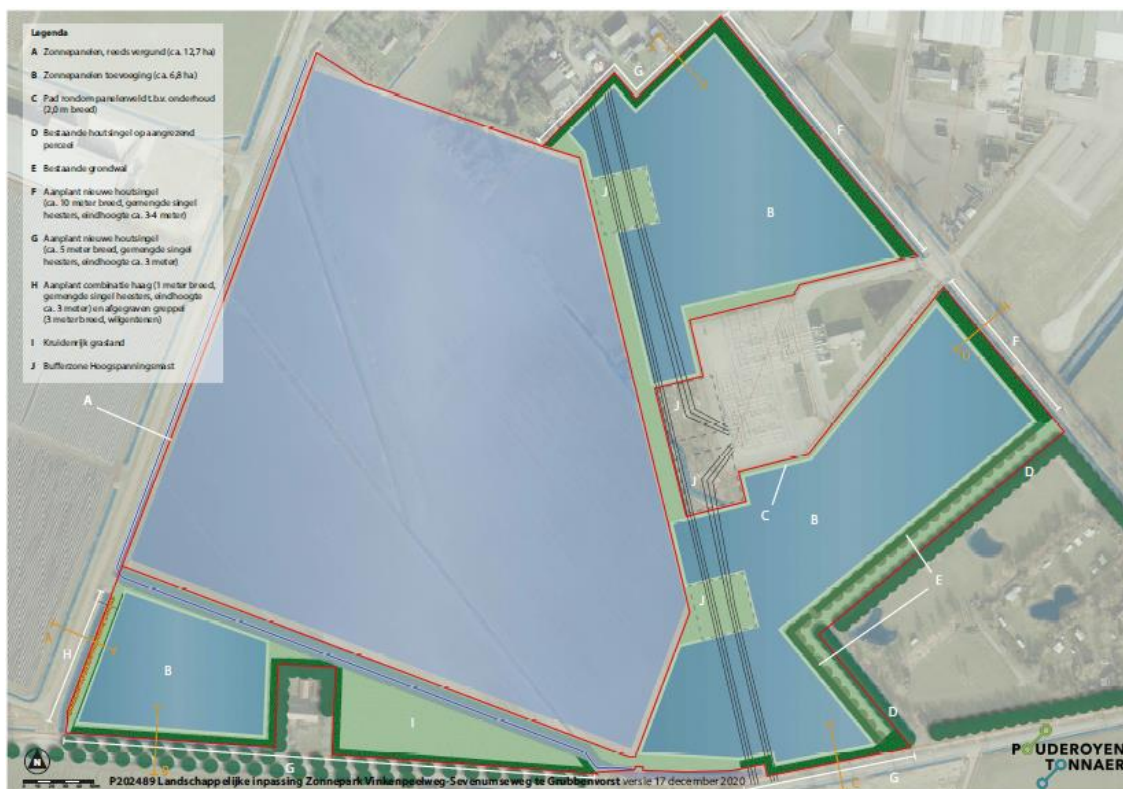 Legenda
A Zonnepanelen, reeds vergund (ca. 12,7 ha)
B Zonnepanelen toevoeging (ca. 6,8 ha)
C Pad rondom panelenveld t.b.v. onderhoud
(2,0 m breed)
D Bestaande houtsingel op aangrezend
perceel
E Bestaande grondwal
F Aanplant nieuwe houtsingel
(ca. 10 meter breed, gemengde singel
heesters, eindhoogte ca. 3-4 meter)
G Aanplant nieuwe houtsingel
(ca. 5 meter breed, gemengde singel
heesters, eindhoogte ca. 3 meter)
H Aanplant combinatie haag (1 meter breed,
gemengde singel heesters, eindhoogte
ca. 3 meter) en afgegraven greppel
(3 meter breed, wilgentenen)
I Kruidenrijk grasland
J Bufferzone Hoogspanningsmast
G
F
J
B
A
J
F
J
C
B
D
E
J
A
H
B
I
D
G
G
C
N
POUDEROYEN
TONNAER
P202489 Landschappelijke inpassing Zonnepark Vinkenpeelweg-Sevenumseweg te Grubbenvorst versie 17 december 2020